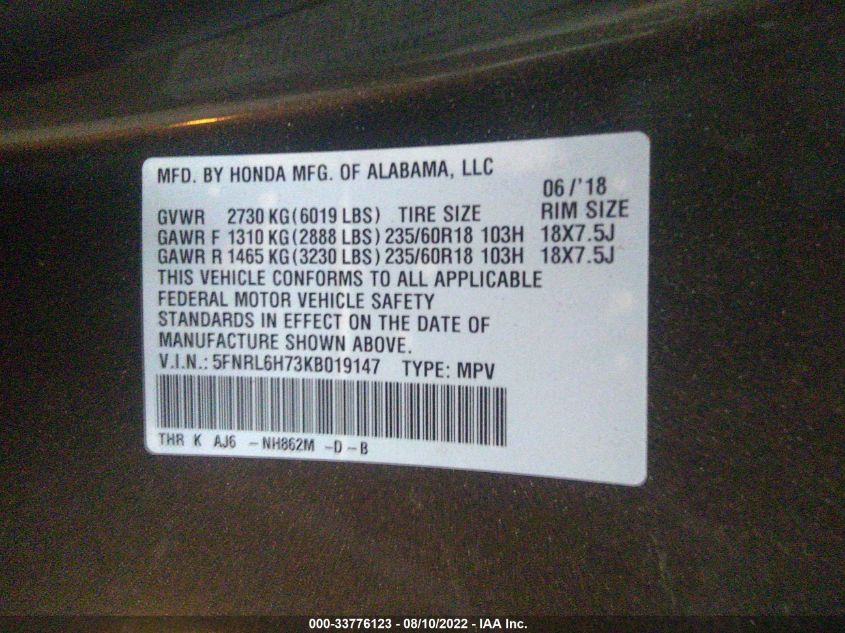 MFD. BY HONDA MFG. OF ALABAMA, LLC
06/'18
GVWR 2730 KG(6019 LBS) TIRE SIZE RIM SIZE
GAWR F 1310 KG(2888 LBS) 235/60R18 103H 18X7.5J
GAWR R 1465 KG(3230 LBS) 235/60R18 103H 18X7.5J
THIS VEHICLE CONFORMS TO ALL APPLICABLE
FEDERAL MOTOR VEHICLE SAFETY
STANDARDS IN EFFECT ON THE DATE OF
MANUFACTURE SHOWN ABOVE.
V.I.N.: 5FNRL6H73KB019147 TYPE: MPV
THR K AJ6 -NH862M -D-B
000-33776123 - 08/10/2022 - IAA Inc.